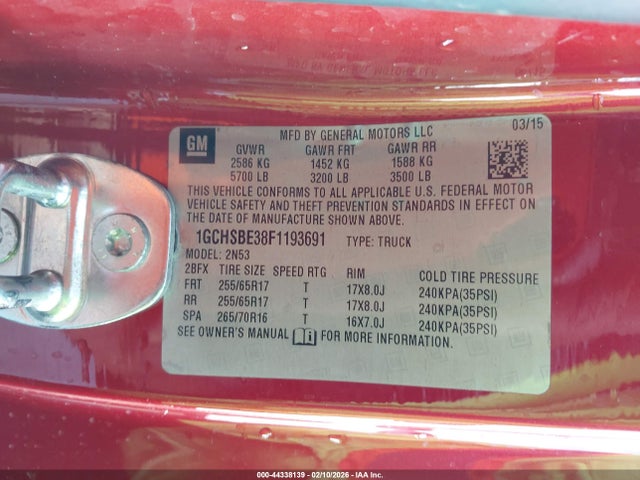 MFD BY GENERAL MOTORS LLC 03/15
GM
GVWR GAWR FRT GAWR RR
2586 KG 1452 KG 1588 KG
5700 LB 3200 LB 3500 LB
THIS VEHICLE CONFORMS TO ALL APPLICABLE U.S. FEDERAL MOTOR
VEHICLE SAFETY AND THEFT PREVENTION STANDARDS IN EFFECT ON THE
DATE OF MANUFACTURE SHOWN ABOVE.
1GCHSBE38F1193691 TYPE: TRUCK
MODEL: 2N53
2BFX TIRE SIZE SPEED RTG RIM COLD TIRE PRESSURE
FRT 255/65R17 T 17X8.0J 240KPA(35PSI)
RR 255/65R17 T 17X8.0J 240KPA(35PSI)
SPA 265/70R16 T 16X7.0J 240KPA(35PSI)
SEE OWNER'S MANUAL FOR MORE INFORMATION.
000-44338139 - 02/10/2026 - IAA Inc.